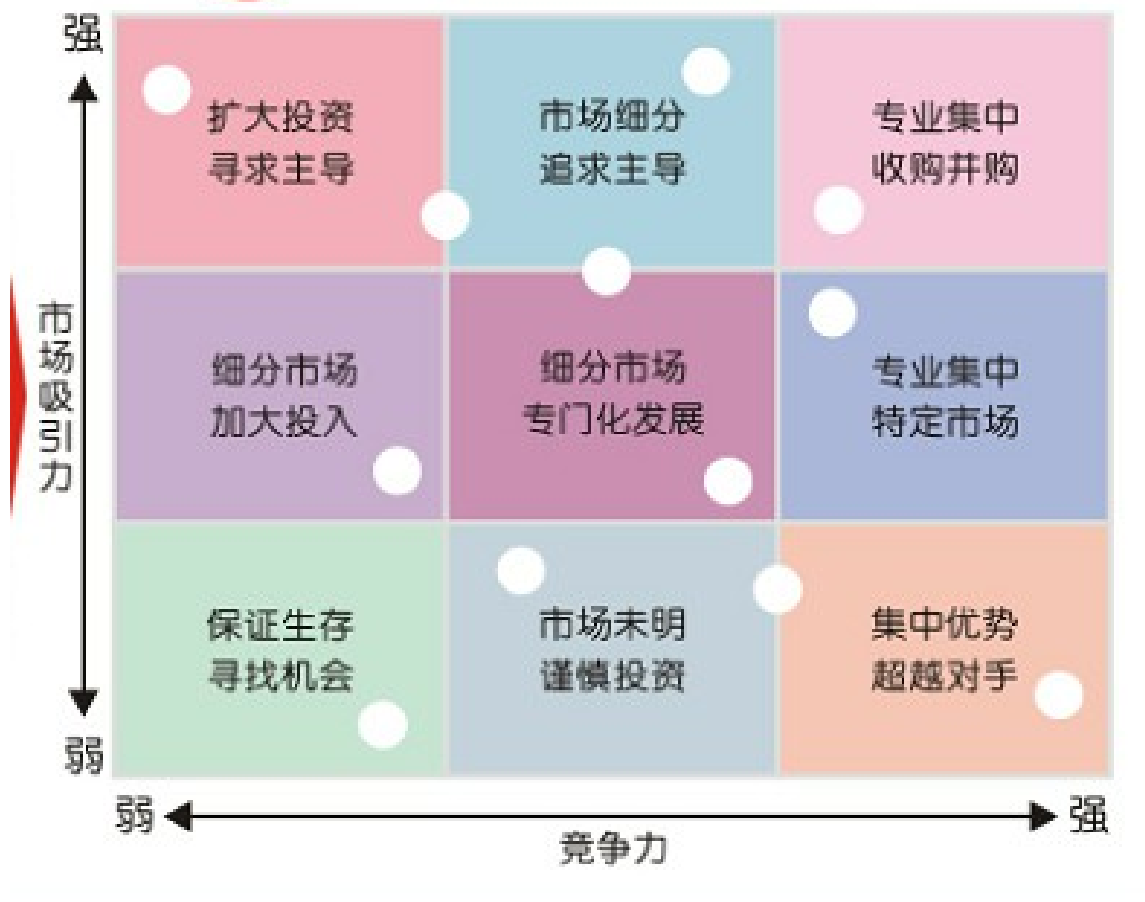 强
扩大投资
寻求主导
市场细分
追求主导
专业集中
收购并购
市场吸引力
细分市场
加大投入
细分市场
专门化发展
专业集中
特定市场
保证生存
寻找机会
市场未明
谨慎投资
集中优势
超越对手
弱
弱
强
竞争力